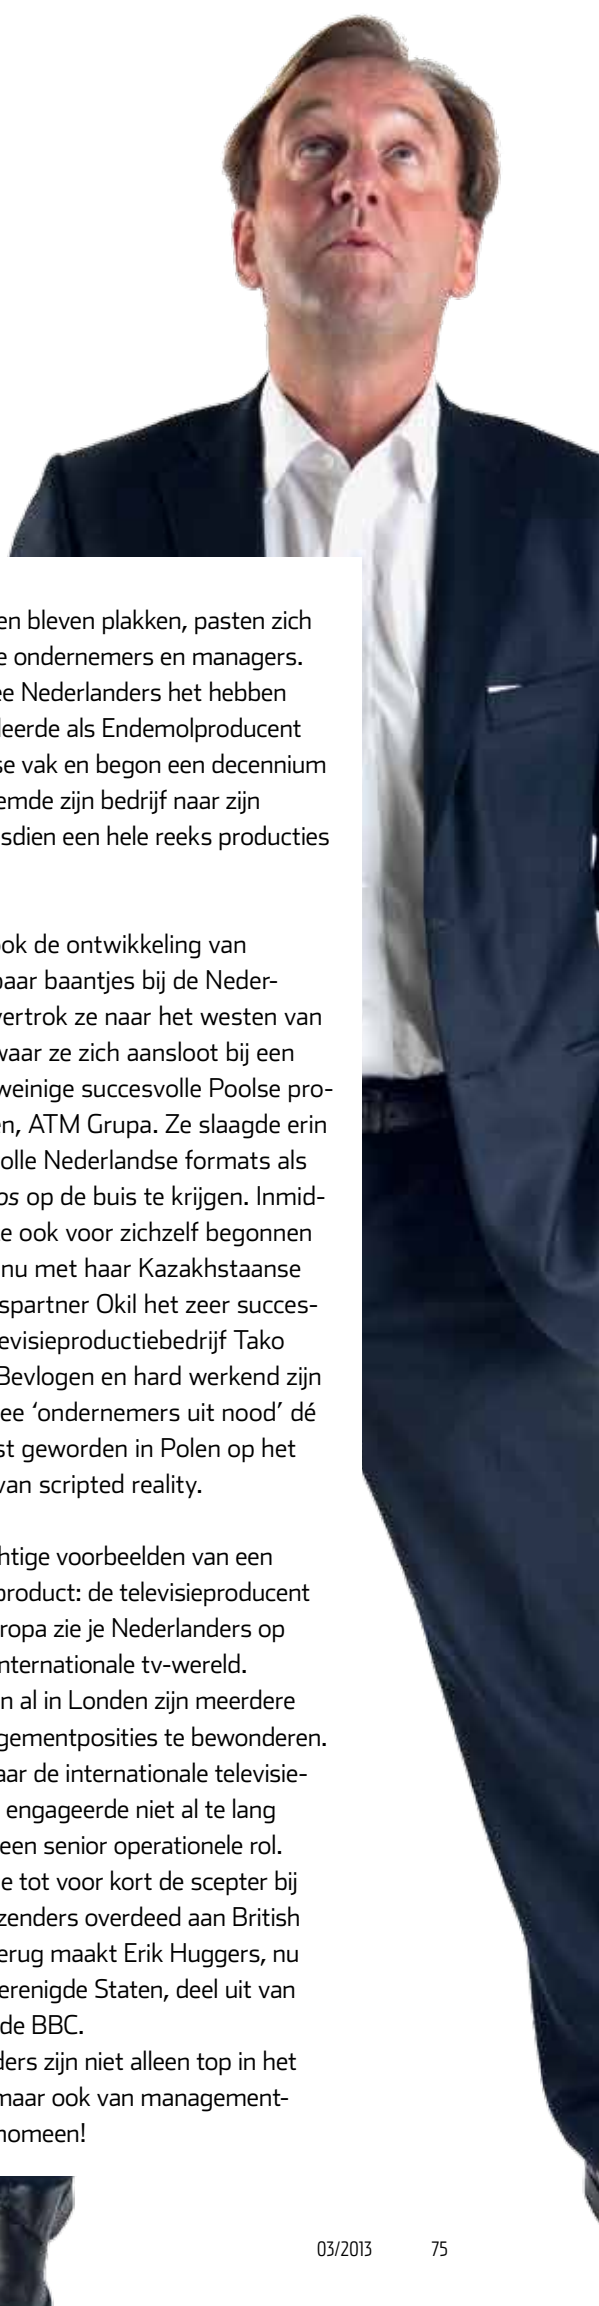 en bleven plakken, pasten zich
e ondernemers en managers.
ee Nederlanders het hebben
leerde als Endemolproducent
se vak en begon een decennium
emde zijn bedrijf naar zijn
sdien een hele reeks producties
ook de ontwikkeling van
paar baantjes bij de Neder-
vertrok ze naar het westen van
waar ze zich aansloot bij een
weinige succesvolle Poolse pro-
en, ATM Grupa. Ze slaagde erin
olle Nederlandse formats als
os op de buis te krijgen. Inmid-
e ook voor zichzelf begonnen
nu met haar Kazakhstaanse
spartner Okil het zeer succes-
evisieproductiebedrijf Tako
Bevlogen en hard werkend zijn
ee ‘ondernemers uit nood’ dé
st geworden in Polen op het
van scripted reality.
htige voorbeelden van een
product: de televisieproducent
ropa zie je Nederlanders op
nternationale tv-wereld.
n al in Londen zijn meerdere
gementposities te bewonderen.
aar de internationale televisie-
engageerde niet al te lang
een senior operationele rol.
e tot voor kort de scepter bij
zenders overdeed aan British
erug maakt Erik Huggers, nu
erenigde Staten, deel uit van
de BBC.
ders zijn niet alleen top in het
maar ook van management-
nomeen!
03/2013 75